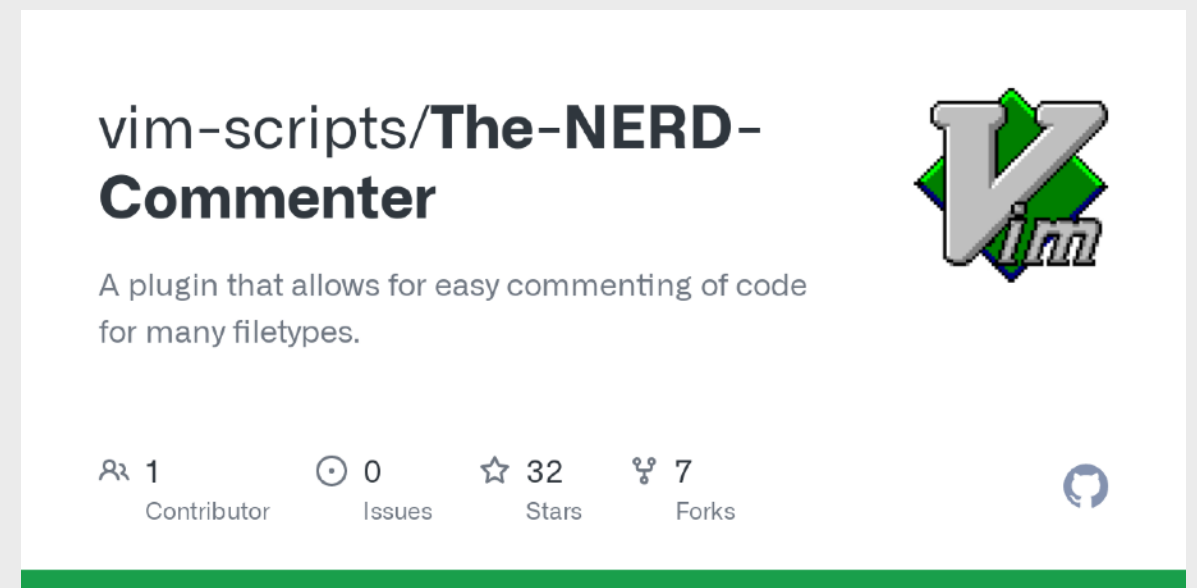 vim-scripts/The-NERD-
Commenter
Vim
A plugin that allows for easy commenting of code
for many filetypes.
1
Contributor
0
Issues
32
Stars
7
Forks